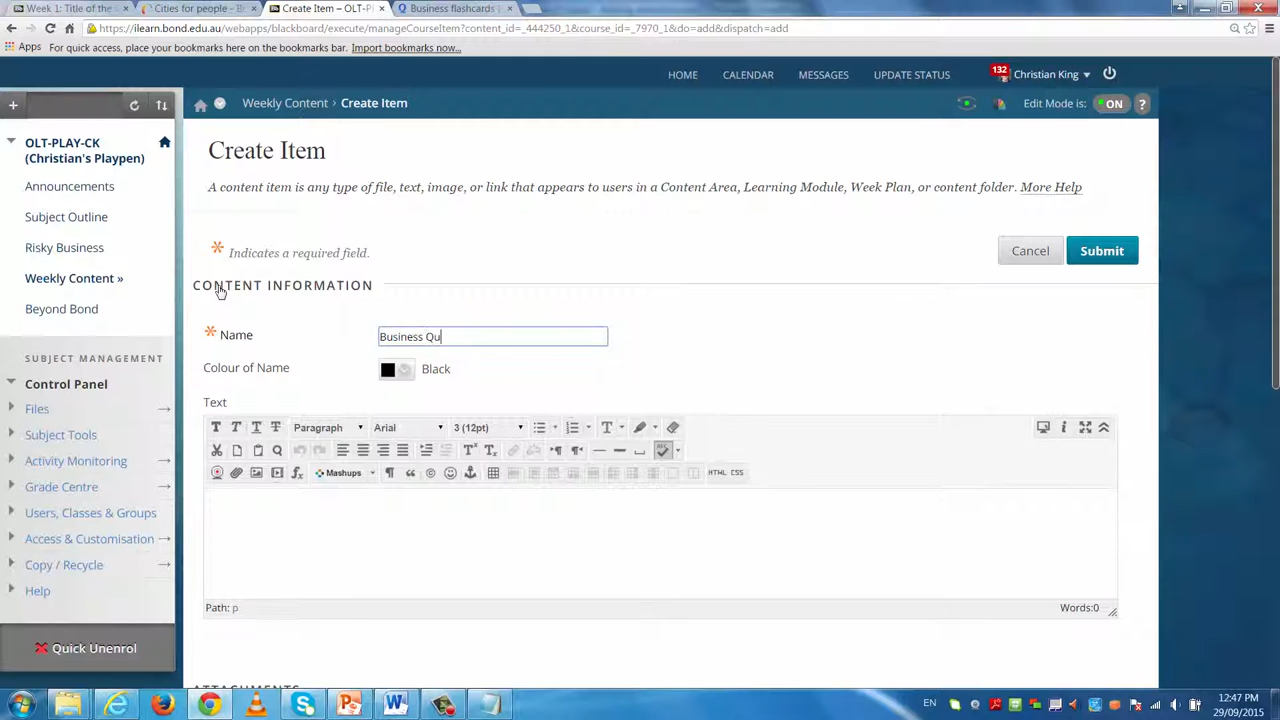 Week 1: Title of the
Cities for people - Br
Create Item – OLT-P
Business flashcards
https://ilearn.bond.edu.au/webapps/blackboard/execute/manageCourseItem?content_id=_444250_1&course_id=_7970_1&do=add&dispatch=add
Apps For quick access, place your bookmarks here on the bookmarks bar. Import bookmarks now...
HOME CALENDAR MESSAGES UPDATE STATUS 132 Christian King
Weekly Content › Create Item Edit Mode is: ON ?
OLT-PLAY-CK
(Christian's Playpen)
Announcements
Subject Outline
Risky Business
Weekly Content »
Beyond Bond
SUBJECT MANAGEMENT
Control Panel
Files
Subject Tools
Activity Monitoring
Grade Centre
Users, Classes & Groups
Access & Customisation
Copy / Recycle
Help
Quick Unenrol
Create Item
A content item is any type of file, text, image, or link that appears to users in a Content Area, Learning Module, Week Plan, or content folder. More Help
Indicates a required field.
Cancel Submit
CONTENT INFORMATION
Name Business Qu
Colour of Name Black
Text
Paragraph Arial 3 (12pt)
Mashups HTML CSS
Path: p Words:0
EN 12:47 PM
29/09/2015